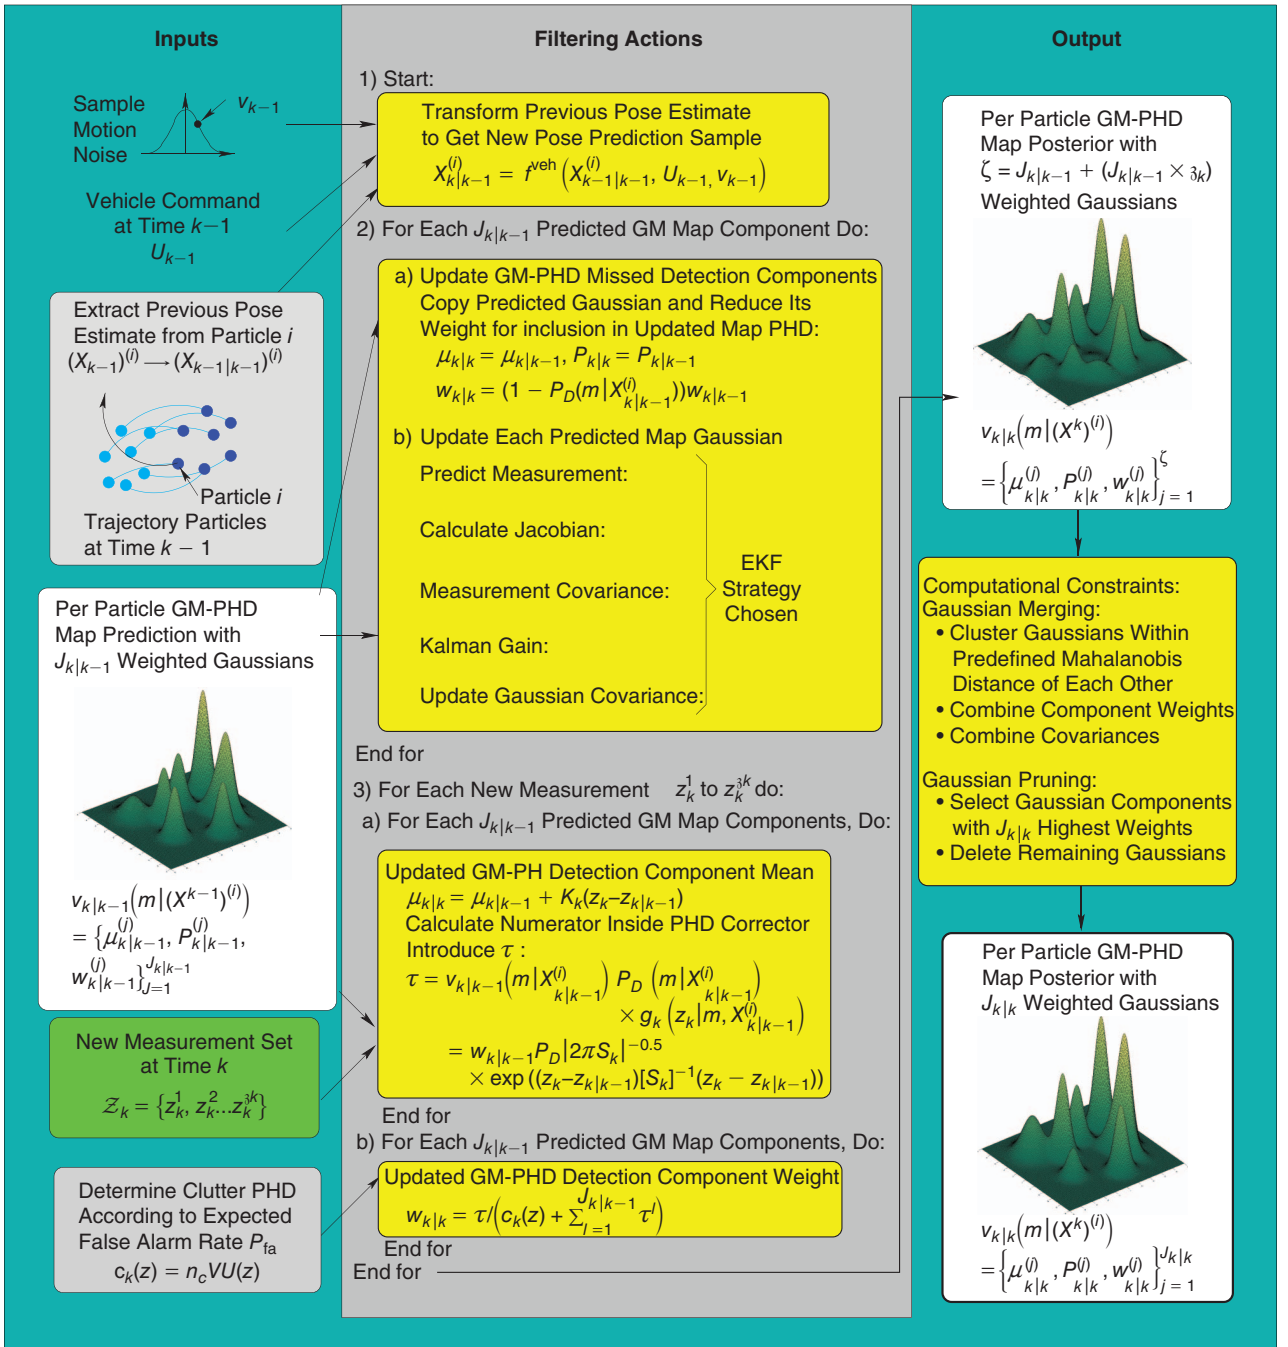 Inputs
Sample
Motion
Noise
v_{k−1}
Vehicle Command
at Time k−1
U_{k−1}
Extract Previous Pose
Estimate from Particle i
(X_{k−1})^{(i)} → (X_{k−1|k−1})^{(i)}
Particle i
Trajectory Particles
at Time k − 1
Per Particle GM-PHD
Map Prediction with
J_{k|k−1} Weighted Gaussians
v_{k|k−1}(m|(X^{k−1})^{(i)})
= {μ^{(j)}_{k|k−1}, P^{(j)}_{k|k−1},
w^{(j)}_{k|k−1}}^{J_{k|k−1}}_{J=1}
New Measurement Set
at Time k
𝒵_k = {z^1_k, z^2_k...z^{𝔷k}_k}
Determine Clutter PHD
According to Expected
False Alarm Rate P_{fa}
c_k(z) = n_cVU(z)
Filtering Actions
1) Start:
Transform Previous Pose Estimate
to Get New Pose Prediction Sample
X^{(i)}_{k|k−1} = f^{veh} (X^{(i)}_{k−1|k−1}, U_{k−1,} v_{k−1})
2) For Each J_{k|k−1} Predicted GM Map Component Do:
a) Update GM-PHD Missed Detection Components
Copy Predicted Gaussian and Reduce Its
Weight for inclusion in Updated Map PHD:
μ_{k|k} = μ_{k|k−1}, P_{k|k} = P_{k|k−1}
w_{k|k} = (1 − P_D(m|X^{(i)}_{k|k−1}))w_{k|k−1}
b) Update Each Predicted Map Gaussian
Predict Measurement:
Calculate Jacobian:
Measurement Covariance:
Kalman Gain:
Update Gaussian Covariance:
EKF
Strategy
Chosen
End for
3) For Each New Measurement z^1_k to z^{𝔷k}_k do:
a) For Each J_{k|k−1} Predicted GM Map Components, Do:
Updated GM-PH Detection Component Mean
μ_{k|k} = μ_{k|k−1} + K_k(z_k–z_{k|k−1})
Calculate Numerator Inside PHD Corrector
Introduce τ :
τ = v_{k|k−1}(m|X^{(i)}_{k|k−1}) P_D (m|X^{(i)}_{k|k−1})
× g_k (z_k|m, X^{(i)}_{k|k−1})
= w_{k|k−1}P_D|2πS_k|^{−0.5}
× exp ((z_k–z_{k|k−1})[S_k]^{−1}(z_k − z_{k|k−1}))
End for
b) For Each J_{k|k−1} Predicted GM Map Components, Do:
Updated GM-PHD Detection Component Weight
w_{k|k} = τ/(c_k(z) + ∑^{J_{k|k−1}}_{l=1} τ^l)
End for
End for
Output
Per Particle GM-PHD
Map Posterior with
ζ = J_{k|k−1} + (J_{k|k−1} × 𝔷_k)
Weighted Gaussians
v_{k|k}(m|(X^k)^{(i)})
= {μ^{(j)}_{k|k}, P^{(j)}_{k|k}, w^{(j)}_{k|k}}^ζ_{j = 1}
Computational Constraints:
Gaussian Merging:
• Cluster Gaussians Within
Predefined Mahalanobis
Distance of Each Other
• Combine Component Weights
• Combine Covariances
Gaussian Pruning:
• Select Gaussian Components
with J_{k|k} Highest Weights
• Delete Remaining Gaussians
Per Particle GM-PHD
Map Posterior with
J_{k|k} Weighted Gaussians
v_{k|k}(m|(X^k)^{(i)})
= {μ^{(j)}_{k|k}, P^{(j)}_{k|k}, w^{(j)}_{k|k}}^{J_{k|k}}_{j = 1}